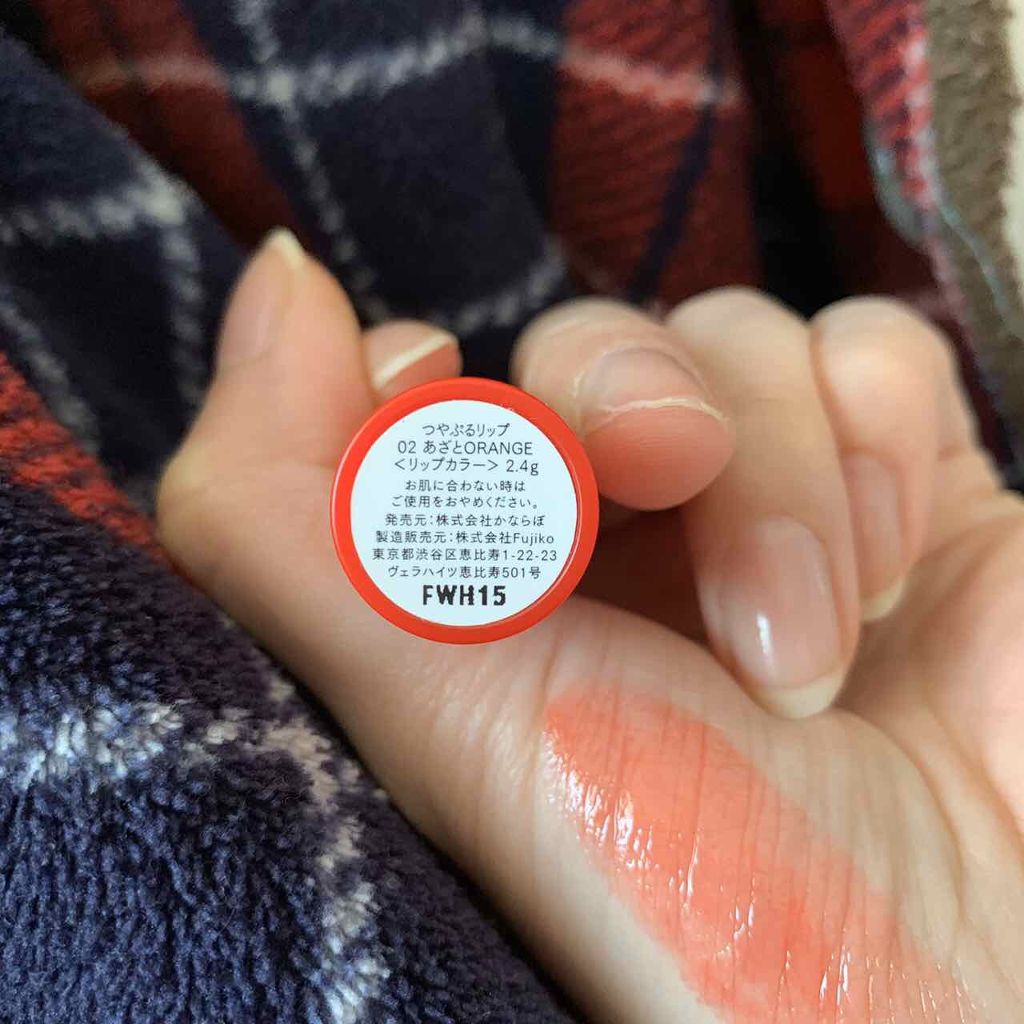 つやぷるリップ
02 あざとORANGE
＜リップカラー＞ 2.4g
お肌に合わない時は
ご使用をおやめください。
発売元：株式会社かならぼ
製造販売元：株式会社Fujiko
東京都渋谷区恵比寿1-22-23
ヴェラハイツ恵比寿501号
FWH15